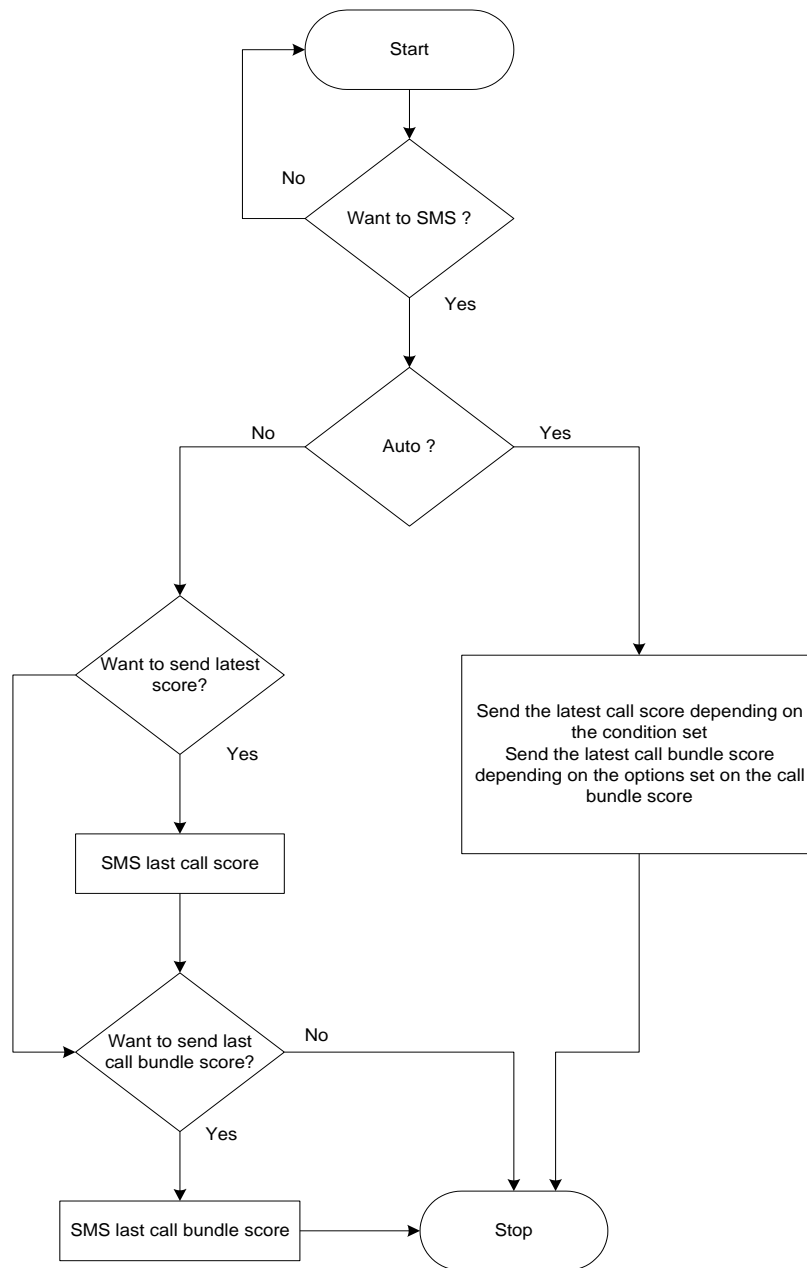 Start
No
Want to SMS ?
Yes
No
Auto ?
Yes
Want to send latest
score?
Yes
Send the latest call score depending on
the condition set
Send the latest call bundle score
depending on the options set on the call
bundle score
SMS last call score
Want to send last
call bundle score?
No
Yes
SMS last call bundle score
Stop